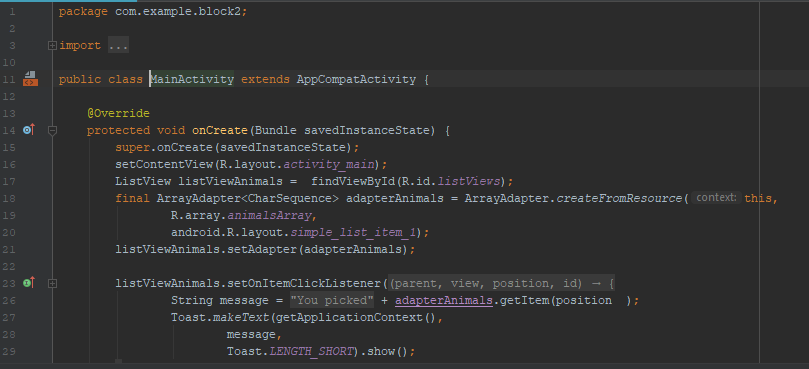 1 package com.example.block2;
2
3 import ...
10
11 public class MainActivity extends AppCompatActivity {
12
13 @Override
14 protected void onCreate(Bundle savedInstanceState) {
15 super.onCreate(savedInstanceState);
16 setContentView(R.layout.activity_main);
17 ListView listViewAnimals = findViewById(R.id.listViews);
18 final ArrayAdapter<CharSequence> adapterAnimals = ArrayAdapter.createFromResource( context: this,
19 R.array.animalsArray,
20 android.R.layout.simple_list_item_1);
21 listViewAnimals.setAdapter(adapterAnimals);
22
23 listViewAnimals.setOnItemClickListener((parent, view, position, id) → {
26 String message = "You picked" + adapterAnimals.getItem(position );
27 Toast.makeText(getApplicationContext(),
28 message,
29 Toast.LENGTH_SHORT).show();